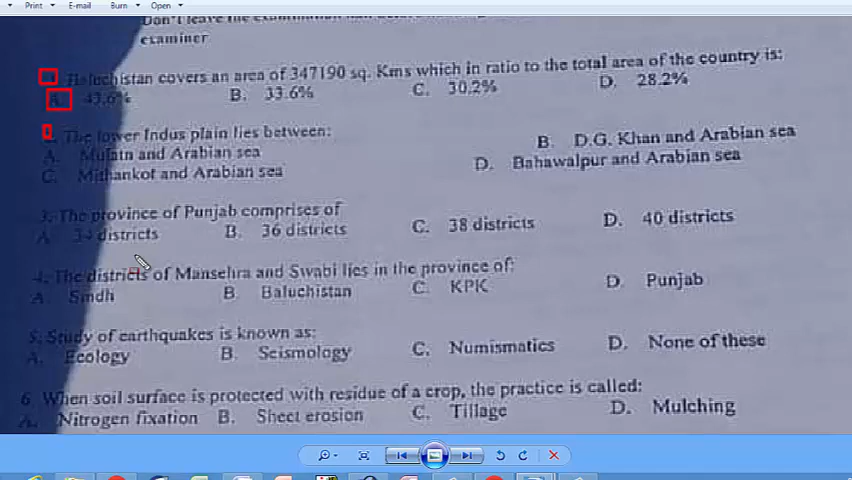 Print Burn Open
Don't leave the examination
examiner
1. Baluchistan covers an area of 347190 sq. Kms which in ratio to the total area of the country is:
A. 43.6% B. 33.6% C. 30.2% D. 28.2%
2. The lower Indus plain lies between:
A. Multatn and Arabian sea B. D.G. Khan and Arabian sea
C. Mithankot and Arabian sea D. Bahawalpur and Arabian sea
3. The province of Punjab comprises of
A. 34 districts B. 36 districts C. 38 districts D. 40 districts
4. The districts of Mansehra and Swabi lies in the province of:
A. Sindh B. Baluchistan C. KPK D. Punjab
5. Study of earthquakes is known as:
A. Ecology B. Seismology C. Numismatics D. None of these
6. When soil surface is protected with residue of a crop, the practice is called:
A. Nitrogen fixation B. Sheet erosion C. Tillage D. Mulching